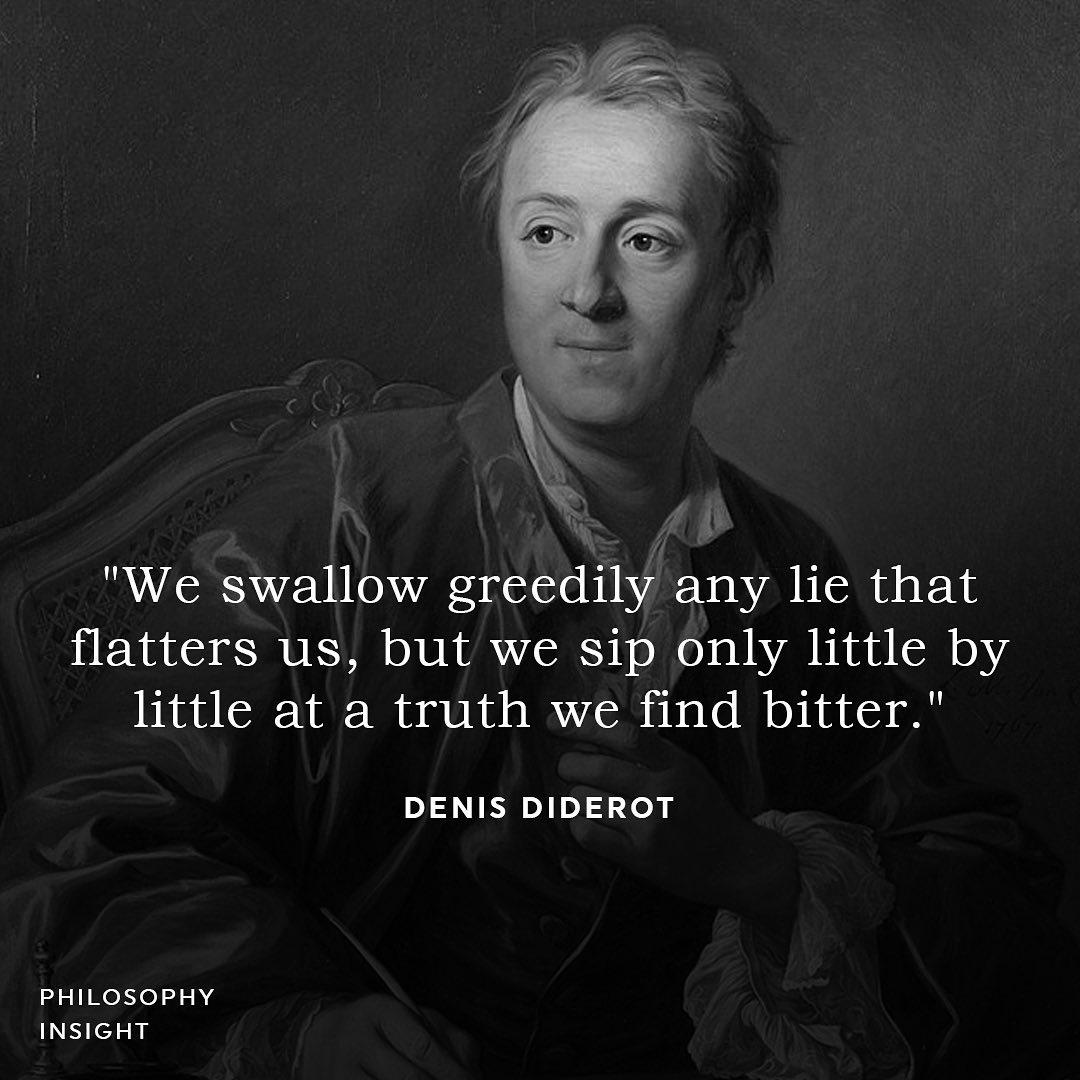 "We swallow greedily any lie that
flatters us, but we sip only little by
little at a truth we find bitter."
DENIS DIDEROT
PHILOSOPHY
INSIGHT
1767